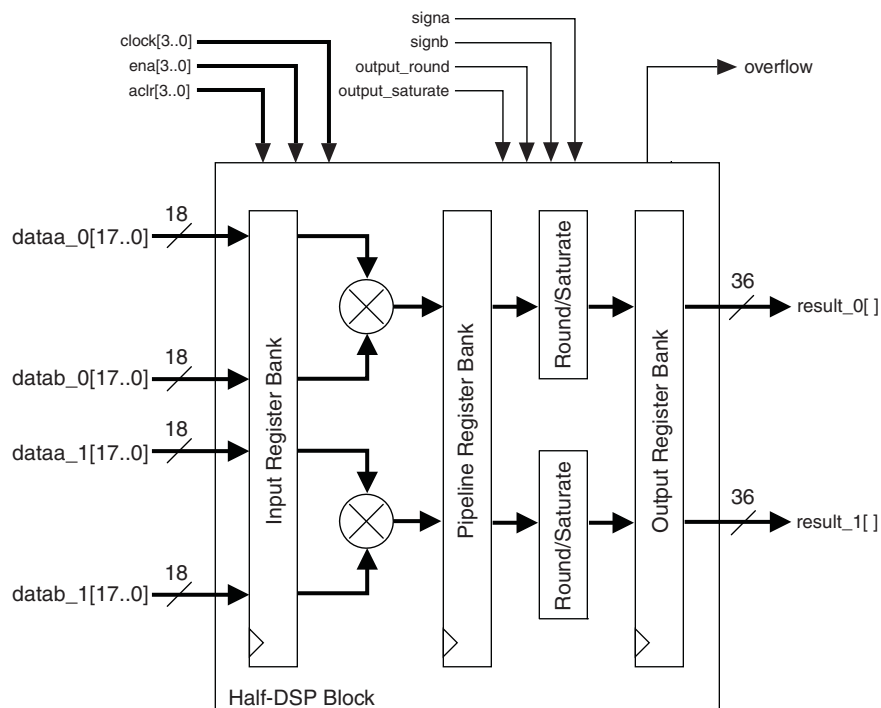 clock[3..0]
ena[3..0]
aclr[3..0]
signa
signb
output_round
output_saturate
overflow
dataa_0[17..0]
18
datab_0[17..0]
18
dataa_1[17..0]
18
datab_1[17..0]
18
Input Register Bank
Pipeline Register Bank
Round/Saturate
Round/Saturate
Output Register Bank
36
result_0[ ]
36
result_1[ ]
Half-DSP Block